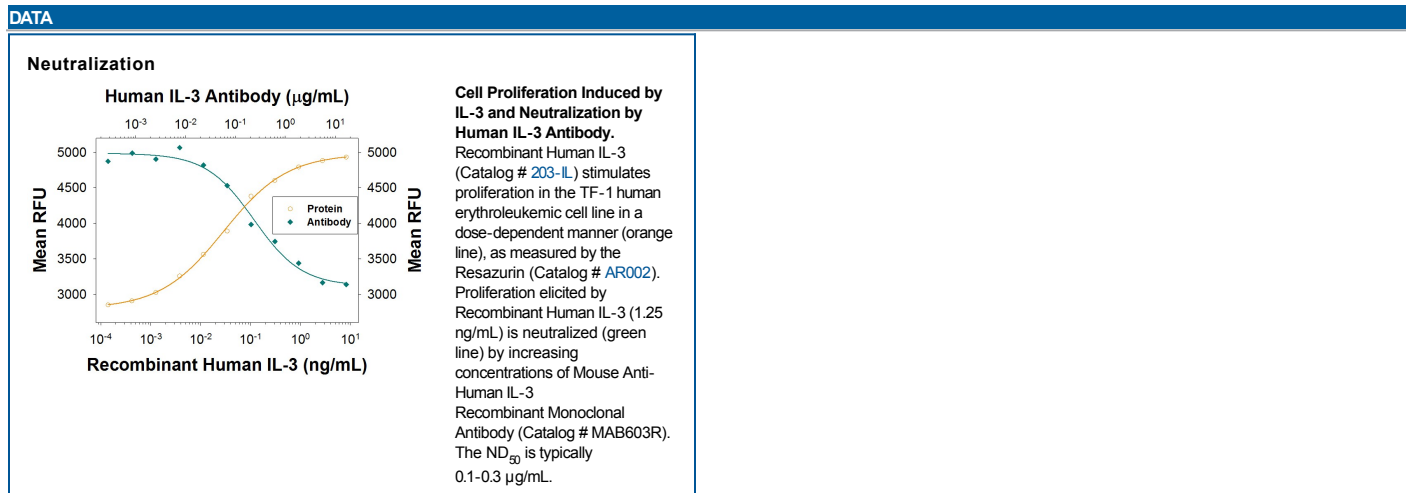 DATA
Neutralization
Human IL-3 Antibody (µg/mL)
10-3 10-2 10-1 100 101
5000 5000
4500 4500
4000 4000
3500 3500
3000 3000
Mean RFU
Mean RFU
Protein
Antibody
10-4 10-3 10-2 10-1 100 101
Recombinant Human IL-3 (ng/mL)
Cell Proliferation Induced by
IL-3 and Neutralization by
Human IL-3 Antibody.
Recombinant Human IL-3
(Catalog # 203-IL) stimulates
proliferation in the TF-1 human
erythroleukemic cell line in a
dose-dependent manner (orange
line), as measured by the
Resazurin (Catalog # AR002).
Proliferation elicited by
Recombinant Human IL-3 (1.25
ng/mL) is neutralized (green
line) by increasing
concentrations of Mouse Anti-
Human IL-3
Recombinant Monoclonal
Antibody (Catalog # MAB603R).
The ND50 is typically
0.1-0.3 µg/mL.